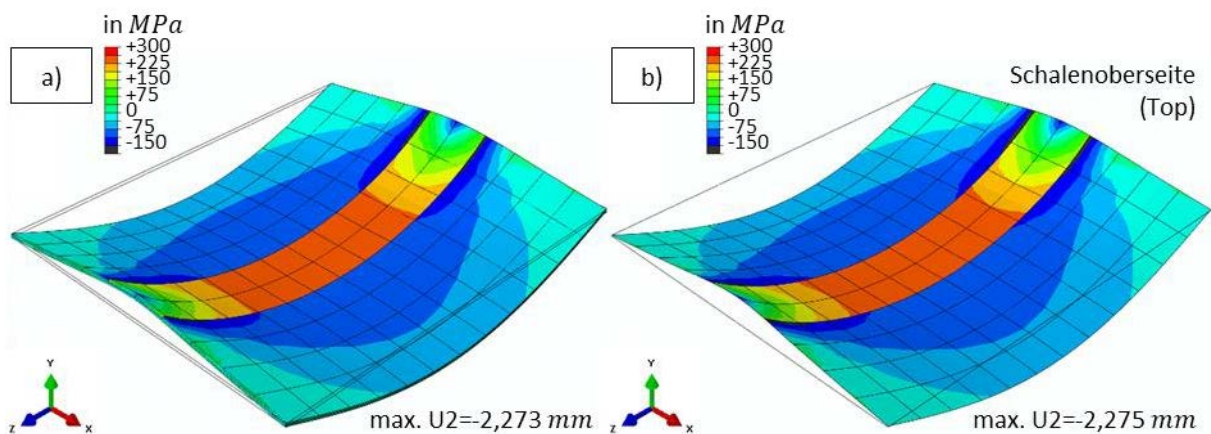 in MPa
+300
+225
+150
+75
0
-75
-150
a)
Y
Z
X
max. U2=-2,273 mm
in MPa
+300
+225
+150
+75
0
-75
-150
b)
Schalenoberseite
(Top)
Y
Z
X
max. U2=-2,275 mm